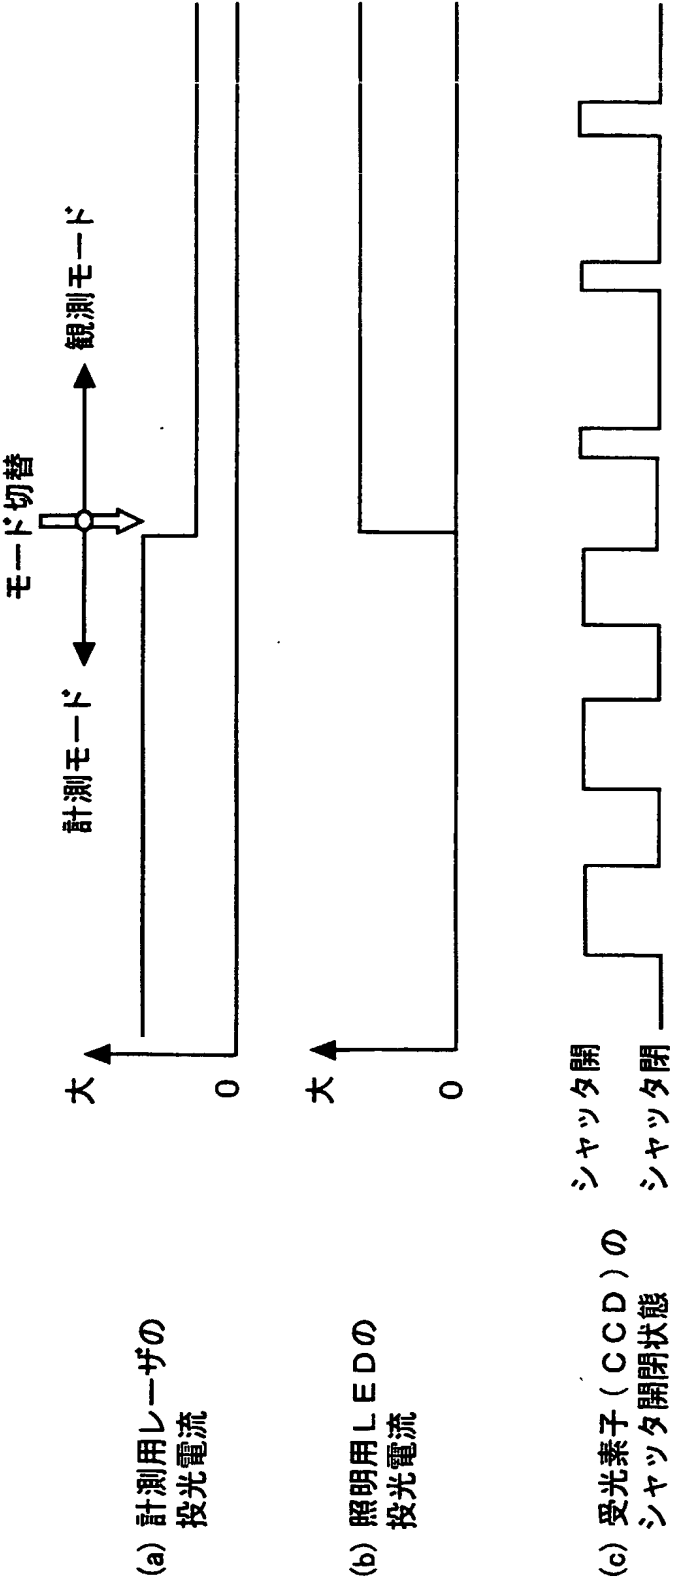 モード切替
計測モード
観測モード
大
0
(a) 計測用レーザの
投光電流
大
0
(b) 照明用LEDの
投光電流
シャッタ開
シャッタ閉
(c) 受光素子(CCD)の
シャッタ開閉状態